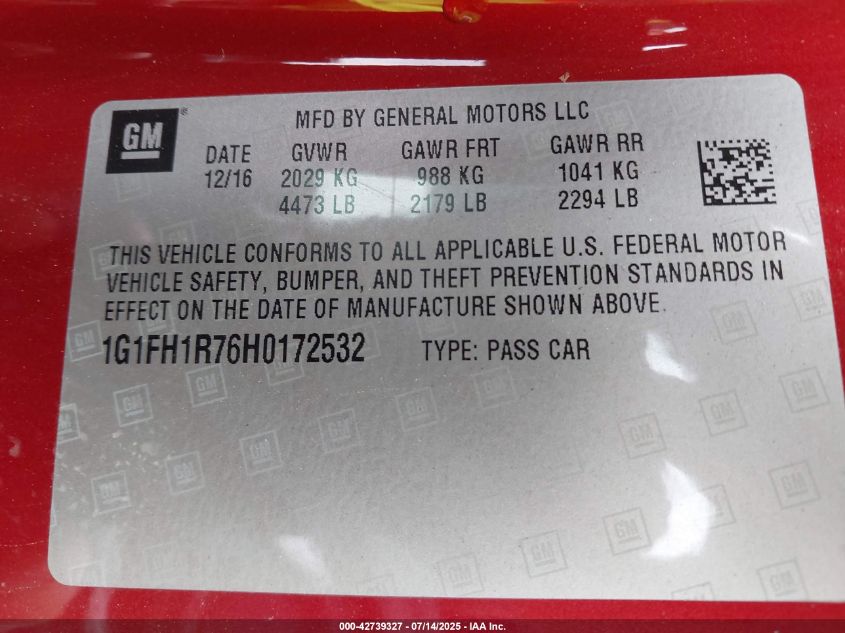 GM®
MFD BY GENERAL MOTORS LLC
DATE GVWR GAWR FRT GAWR RR
12/16 2029 KG 988 KG 1041 KG
4473 LB 2179 LB 2294 LB
THIS VEHICLE CONFORMS TO ALL APPLICABLE U.S. FEDERAL MOTOR
VEHICLE SAFETY, BUMPER, AND THEFT PREVENTION STANDARDS IN
EFFECT ON THE DATE OF MANUFACTURE SHOWN ABOVE.
1G1FH1R76H0172532 TYPE: PASS CAR
000-42739327 - 07/14/2025 - IAA Inc.